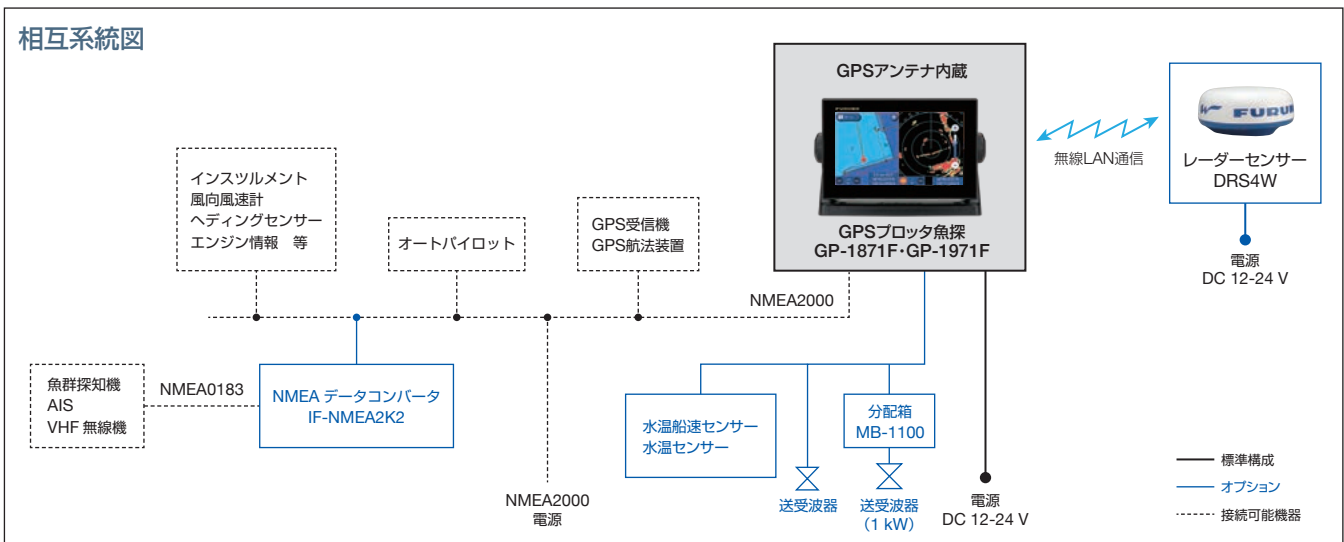 相互系統図
GPSアンテナ内蔵
FURUNO
GPSプロッタ魚探
GP-1871F・GP-1971F
無線LAN通信
FURU
レーダーセンサー
DRS4W
電源
DC 12-24 V
インスツルメント
風向風速計
ヘディングセンサー
エンジン情報　等
オートパイロット
GPS受信機
GPS航法装置
NMEA2000
魚群探知機
AIS
VHF 無線機
NMEA0183
NMEA データコンバータ
IF-NMEA2K2
NMEA2000
電源
水温船速センサー
水温センサー
送受波器
分配箱
MB-1100
送受波器
（1 kW）
電源
DC 12-24 V
標準構成
オプション
接続可能機器